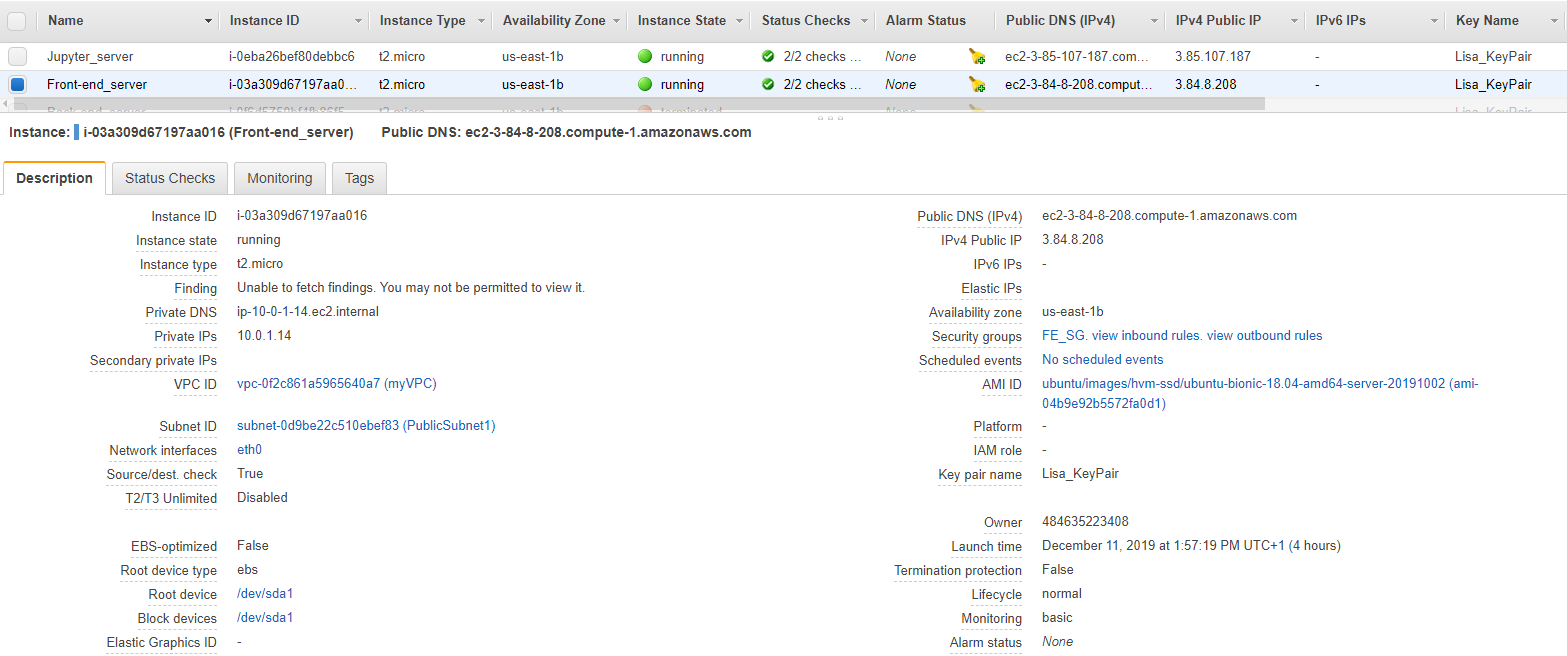 Name Instance ID Instance Type Availability Zone Instance State Status Checks Alarm Status Public DNS (IPv4) IPv4 Public IP IPv6 IPs Key Name
Jupyter_server i-0eba26bef80debbc6 t2.micro us-east-1b running 2/2 checks ... None ec2-3-85-107-187.com... 3.85.107.187 - Lisa_KeyPair
Front-end_server i-03a309d67197aa0... t2.micro us-east-1b running 2/2 checks ... None ec2-3-84-8-208.comput... 3.84.8.208 - Lisa_KeyPair
t2.micro us-east-1b terminated Lisa_KeyPair
Instance: i-03a309d67197aa016 (Front-end_server) Public DNS: ec2-3-84-8-208.compute-1.amazonaws.com
Description Status Checks Monitoring Tags
Instance ID i-03a309d67197aa016 Public DNS (IPv4) ec2-3-84-8-208.compute-1.amazonaws.com
Instance state running IPv4 Public IP 3.84.8.208
Instance type t2.micro IPv6 IPs -
Finding Unable to fetch findings. You may not be permitted to view it. Elastic IPs
Private DNS ip-10-0-1-14.ec2.internal Availability zone us-east-1b
Private IPs 10.0.1.14 Security groups FE_SG. view inbound rules. view outbound rules
Secondary private IPs Scheduled events No scheduled events
VPC ID vpc-0f2c861a5965640a7 (myVPC) AMI ID ubuntu/images/hvm-ssd/ubuntu-bionic-18.04-amd64-server-20191002 (ami-
04b9e92b5572fa0d1)
Subnet ID subnet-0d9be22c510ebef83 (PublicSubnet1) Platform -
Network interfaces eth0 IAM role -
Source/dest. check True Key pair name Lisa_KeyPair
T2/T3 Unlimited Disabled
Owner 484635223408
EBS-optimized False Launch time December 11, 2019 at 1:57:19 PM UTC+1 (4 hours)
Root device type ebs Termination protection False
Root device /dev/sda1 Lifecycle normal
Block devices /dev/sda1 Monitoring basic
Elastic Graphics ID - Alarm status None